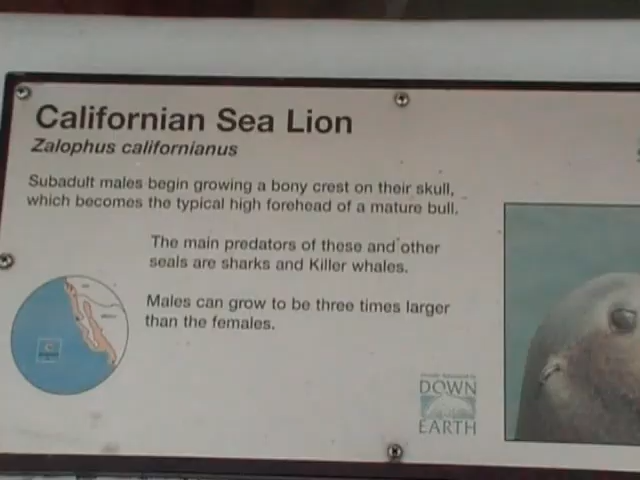 Californian Sea Lion
Zalophus californianus
Subadult males begin growing a bony crest on their skull,
which becomes the typical high forehead of a mature bull.
The main predators of these and other
seals are sharks and Killer whales.
Males can grow to be three times larger
than the females.
DOWN
EARTH